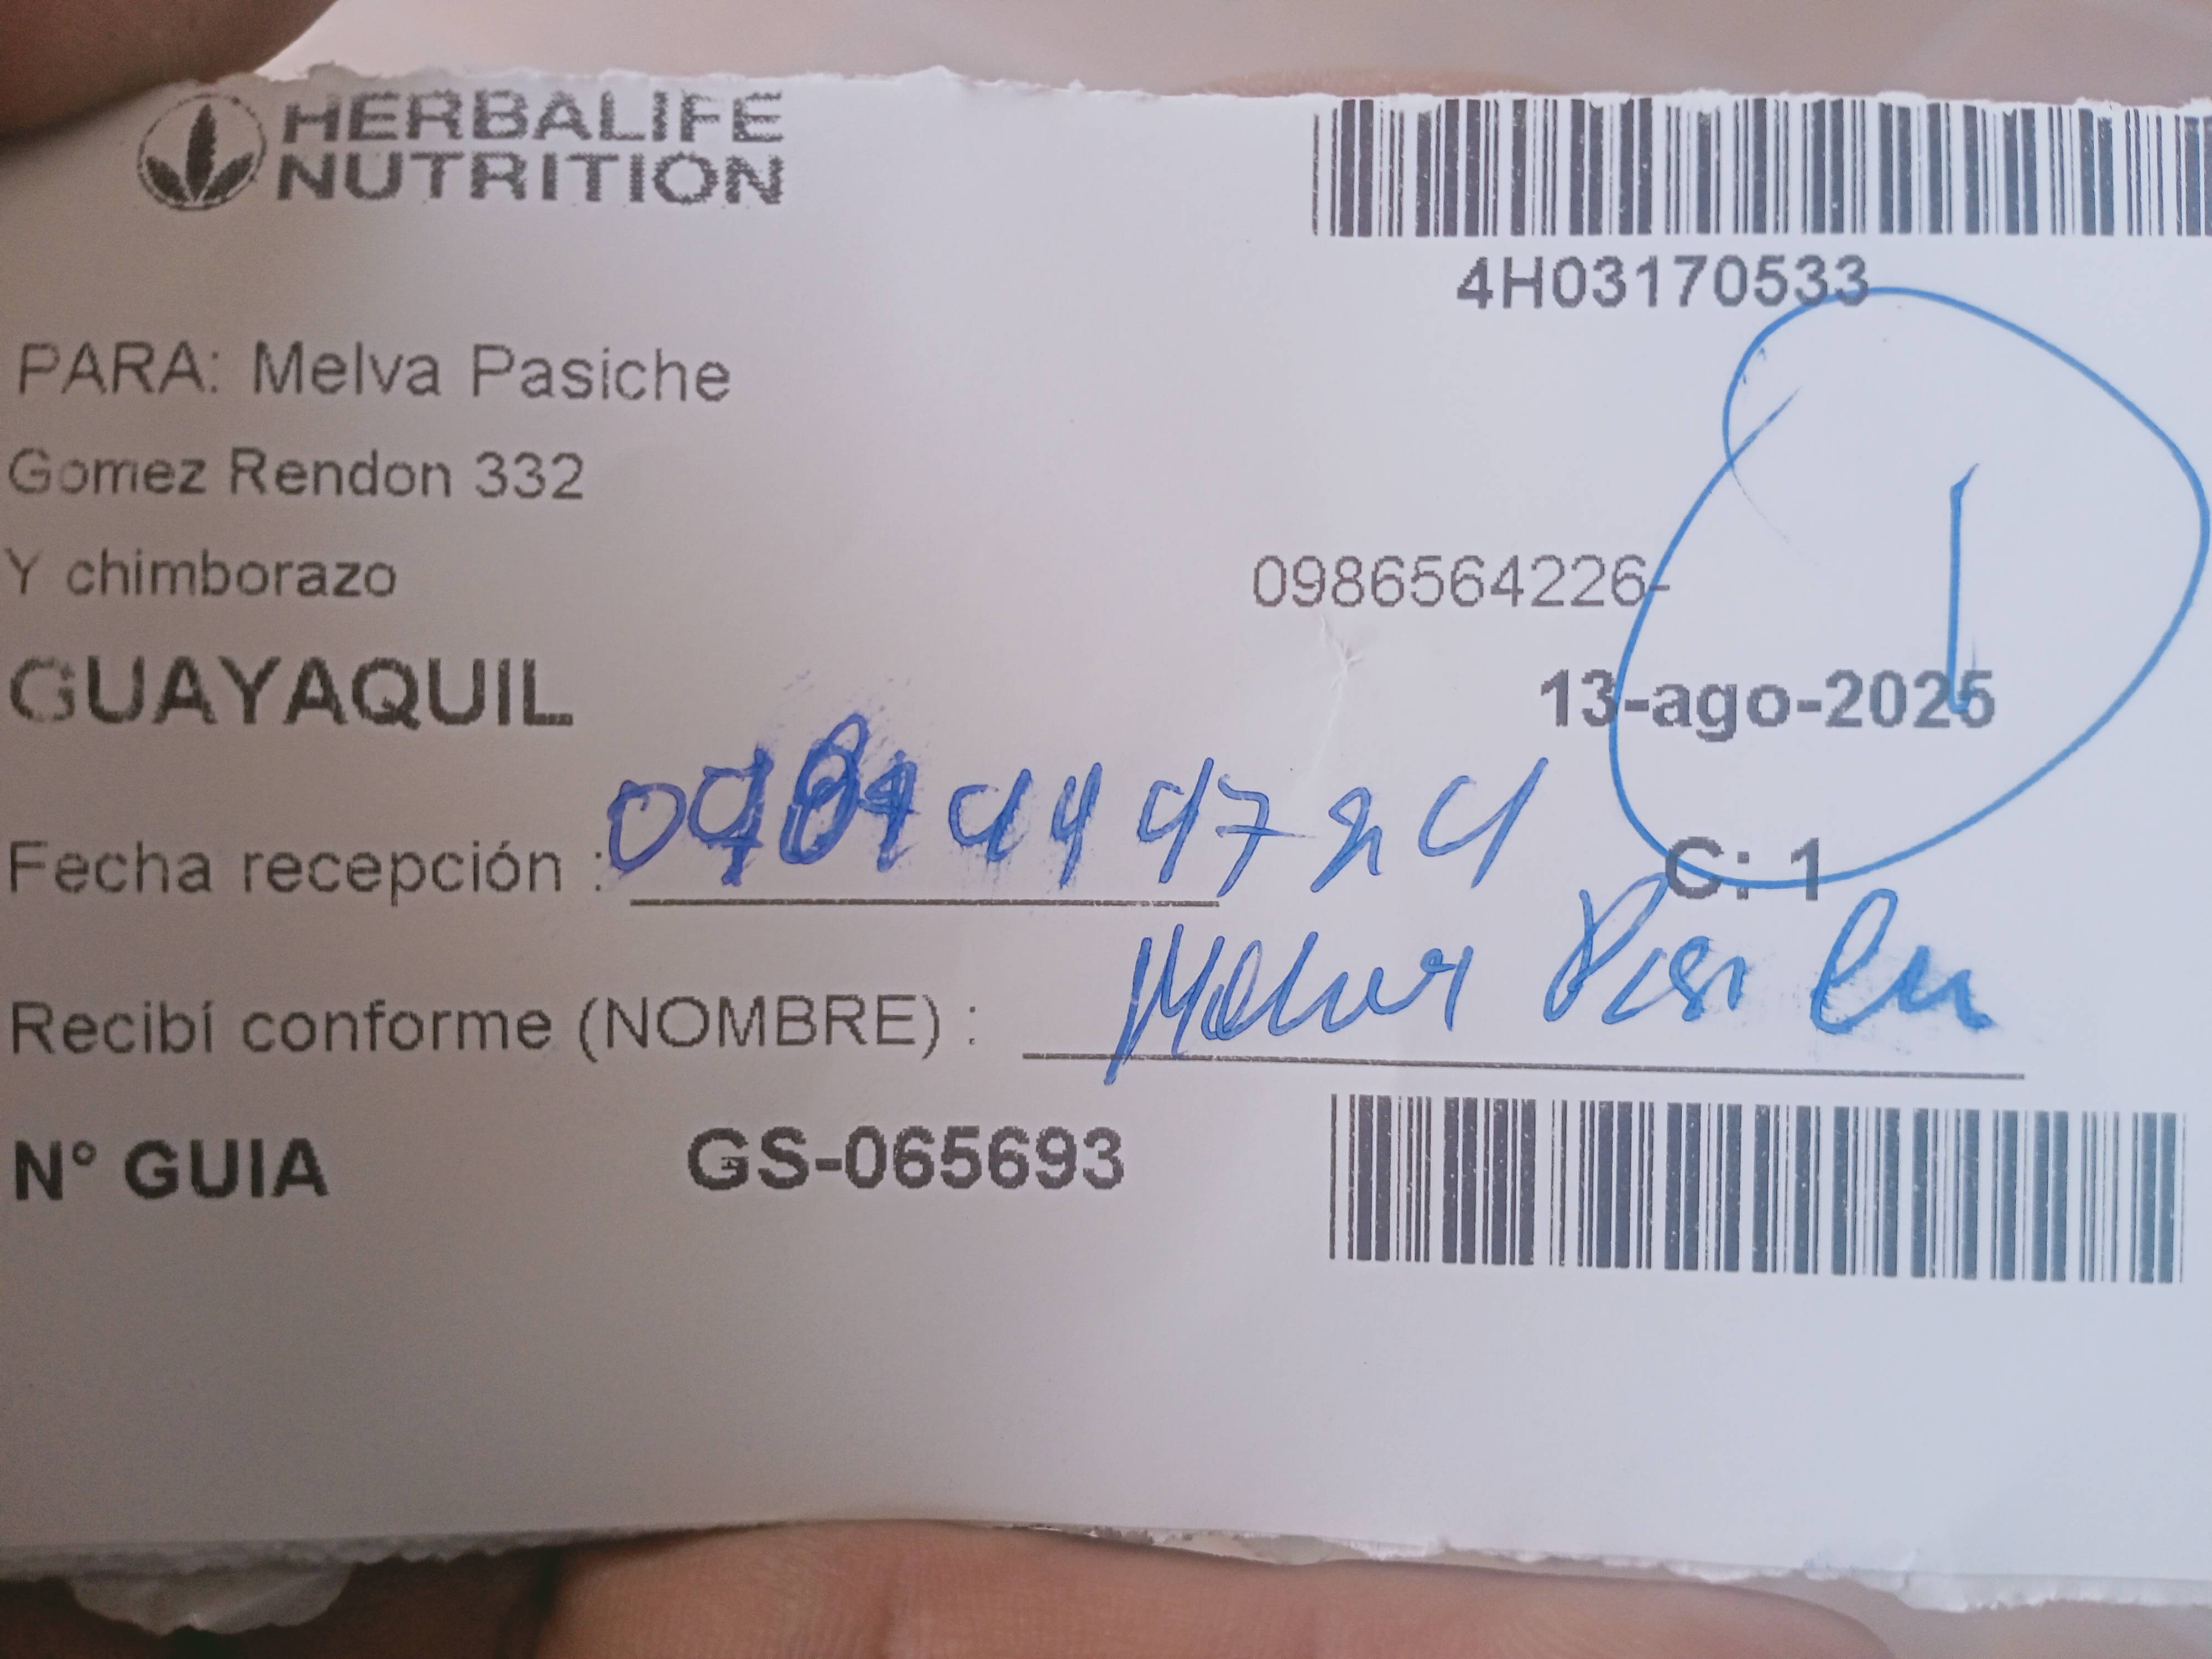 HERBALIFE
NUTRITION
4H03170533
PARA: Melva Pasiche
Gomez Rendon 332
Y chimborazo
0986564226-
GUAYAQUIL
13-ago-2025
1
C: 1
Fecha recepción :
Recibí conforme (NOMBRE) :
N° GUIA GS-065693